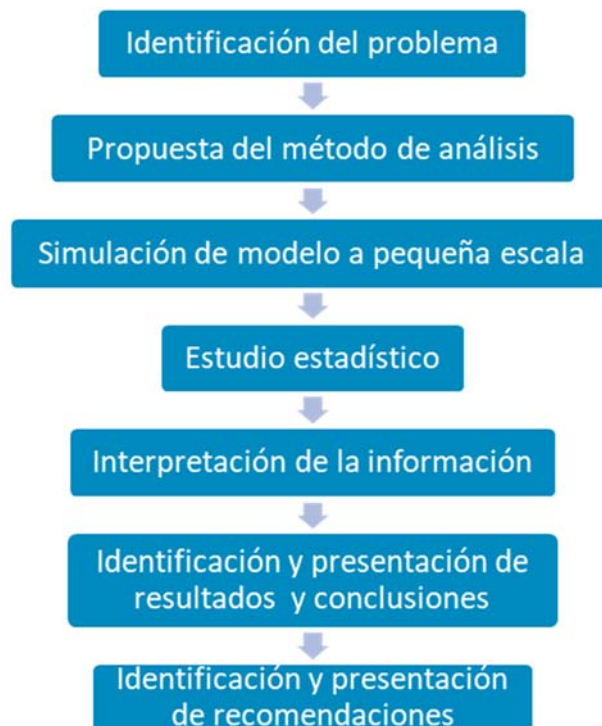 Identificación del problema
Propuesta del método de análisis
Simulación de modelo a pequeña escala
Estudio estadístico
Interpretación de la información
Identificación y presentación de
resultados y conclusiones
Identificación y presentación
de recomendaciones